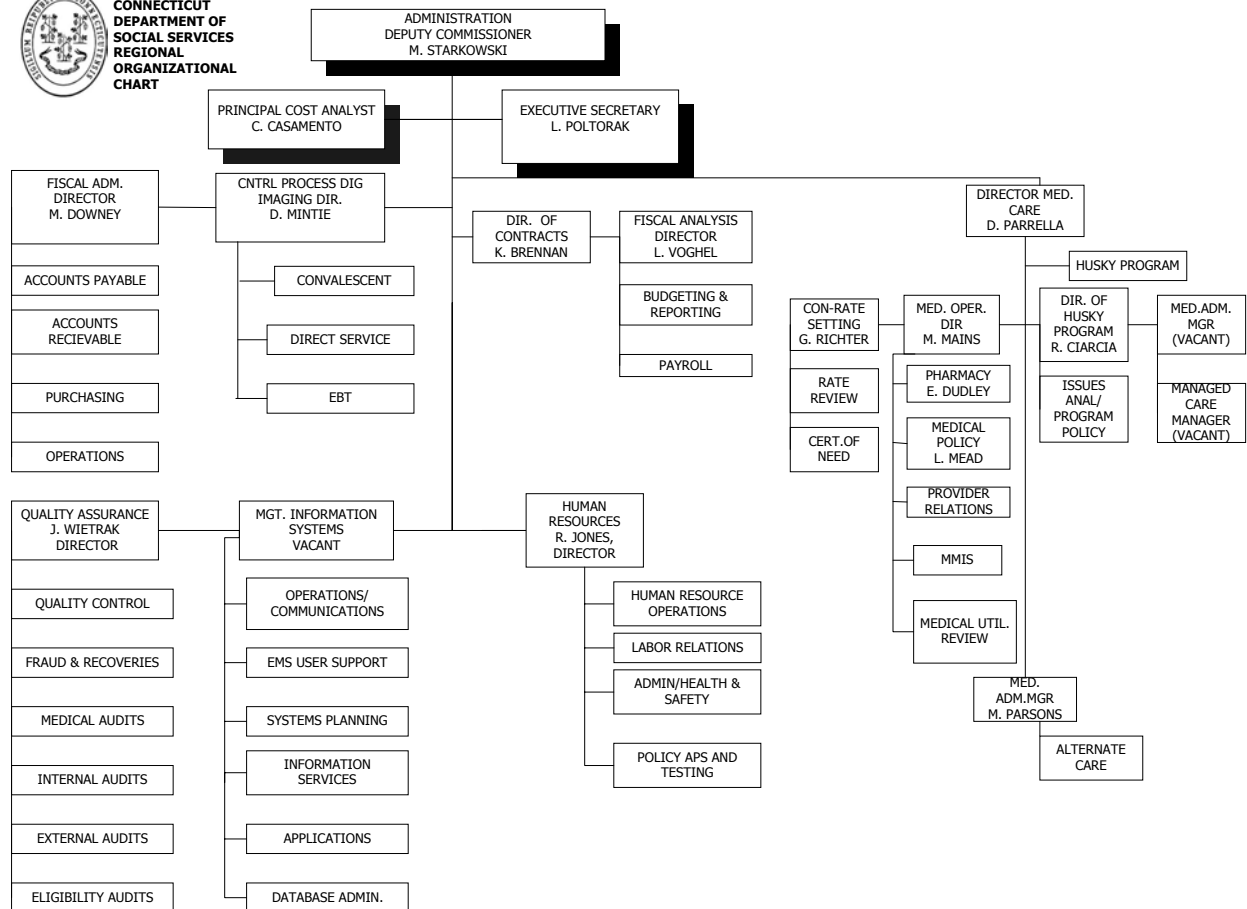 CONNECTICUT
DEPARTMENT OF
SOCIAL SERVICES
REGIONAL
ORGANIZATIONAL
CHART
ADMINISTRATION
DEPUTY COMMISSIONER
M. STARKOWSKI
PRINCIPAL COST ANALYST
C. CASAMENTO
EXECUTIVE SECRETARY
L. POLTORAK
FISCAL ADM.
DIRECTOR
M. DOWNEY
ACCOUNTS PAYABLE
ACCOUNTS
RECIEVABLE
PURCHASING
OPERATIONS
CNTRL PROCESS DIG
IMAGING DIR.
D. MINTIE
CONVALESCENT
DIRECT SERVICE
EBT
DIR. OF
CONTRACTS
K. BRENNAN
FISCAL ANALYSIS
DIRECTOR
L. VOGHEL
BUDGETING &
REPORTING
PAYROLL
DIRECTOR MED.
CARE
D. PARRELLA
HUSKY PROGRAM
CON-RATE
SETTING
G. RICHTER
RATE
REVIEW
CERT.OF
NEED
MED. OPER.
DIR
M. MAINS
PHARMACY
E. DUDLEY
MEDICAL
POLICY
L. MEAD
PROVIDER
RELATIONS
MMIS
MEDICAL UTIL.
REVIEW
DIR. OF
HUSKY
PROGRAM
R. CIARCIA
ISSUES
ANAL/
PROGRAM
POLICY
MED.ADM.
MGR
(VACANT)
MANAGED
CARE
MANAGER
(VACANT)
MED.
ADM.MGR
M. PARSONS
ALTERNATE
CARE
QUALITY ASSURANCE
J. WIETRAK
DIRECTOR
QUALITY CONTROL
FRAUD & RECOVERIES
MEDICAL AUDITS
INTERNAL AUDITS
EXTERNAL AUDITS
ELIGIBILITY AUDITS
MGT. INFORMATION
SYSTEMS
VACANT
OPERATIONS/
COMMUNICATIONS
EMS USER SUPPORT
SYSTEMS PLANNING
INFORMATION
SERVICES
APPLICATIONS
DATABASE ADMIN.
HUMAN
RESOURCES
R. JONES,
DIRECTOR
HUMAN RESOURCE
OPERATIONS
LABOR RELATIONS
ADMIN/HEALTH &
SAFETY
POLICY APS AND
TESTING